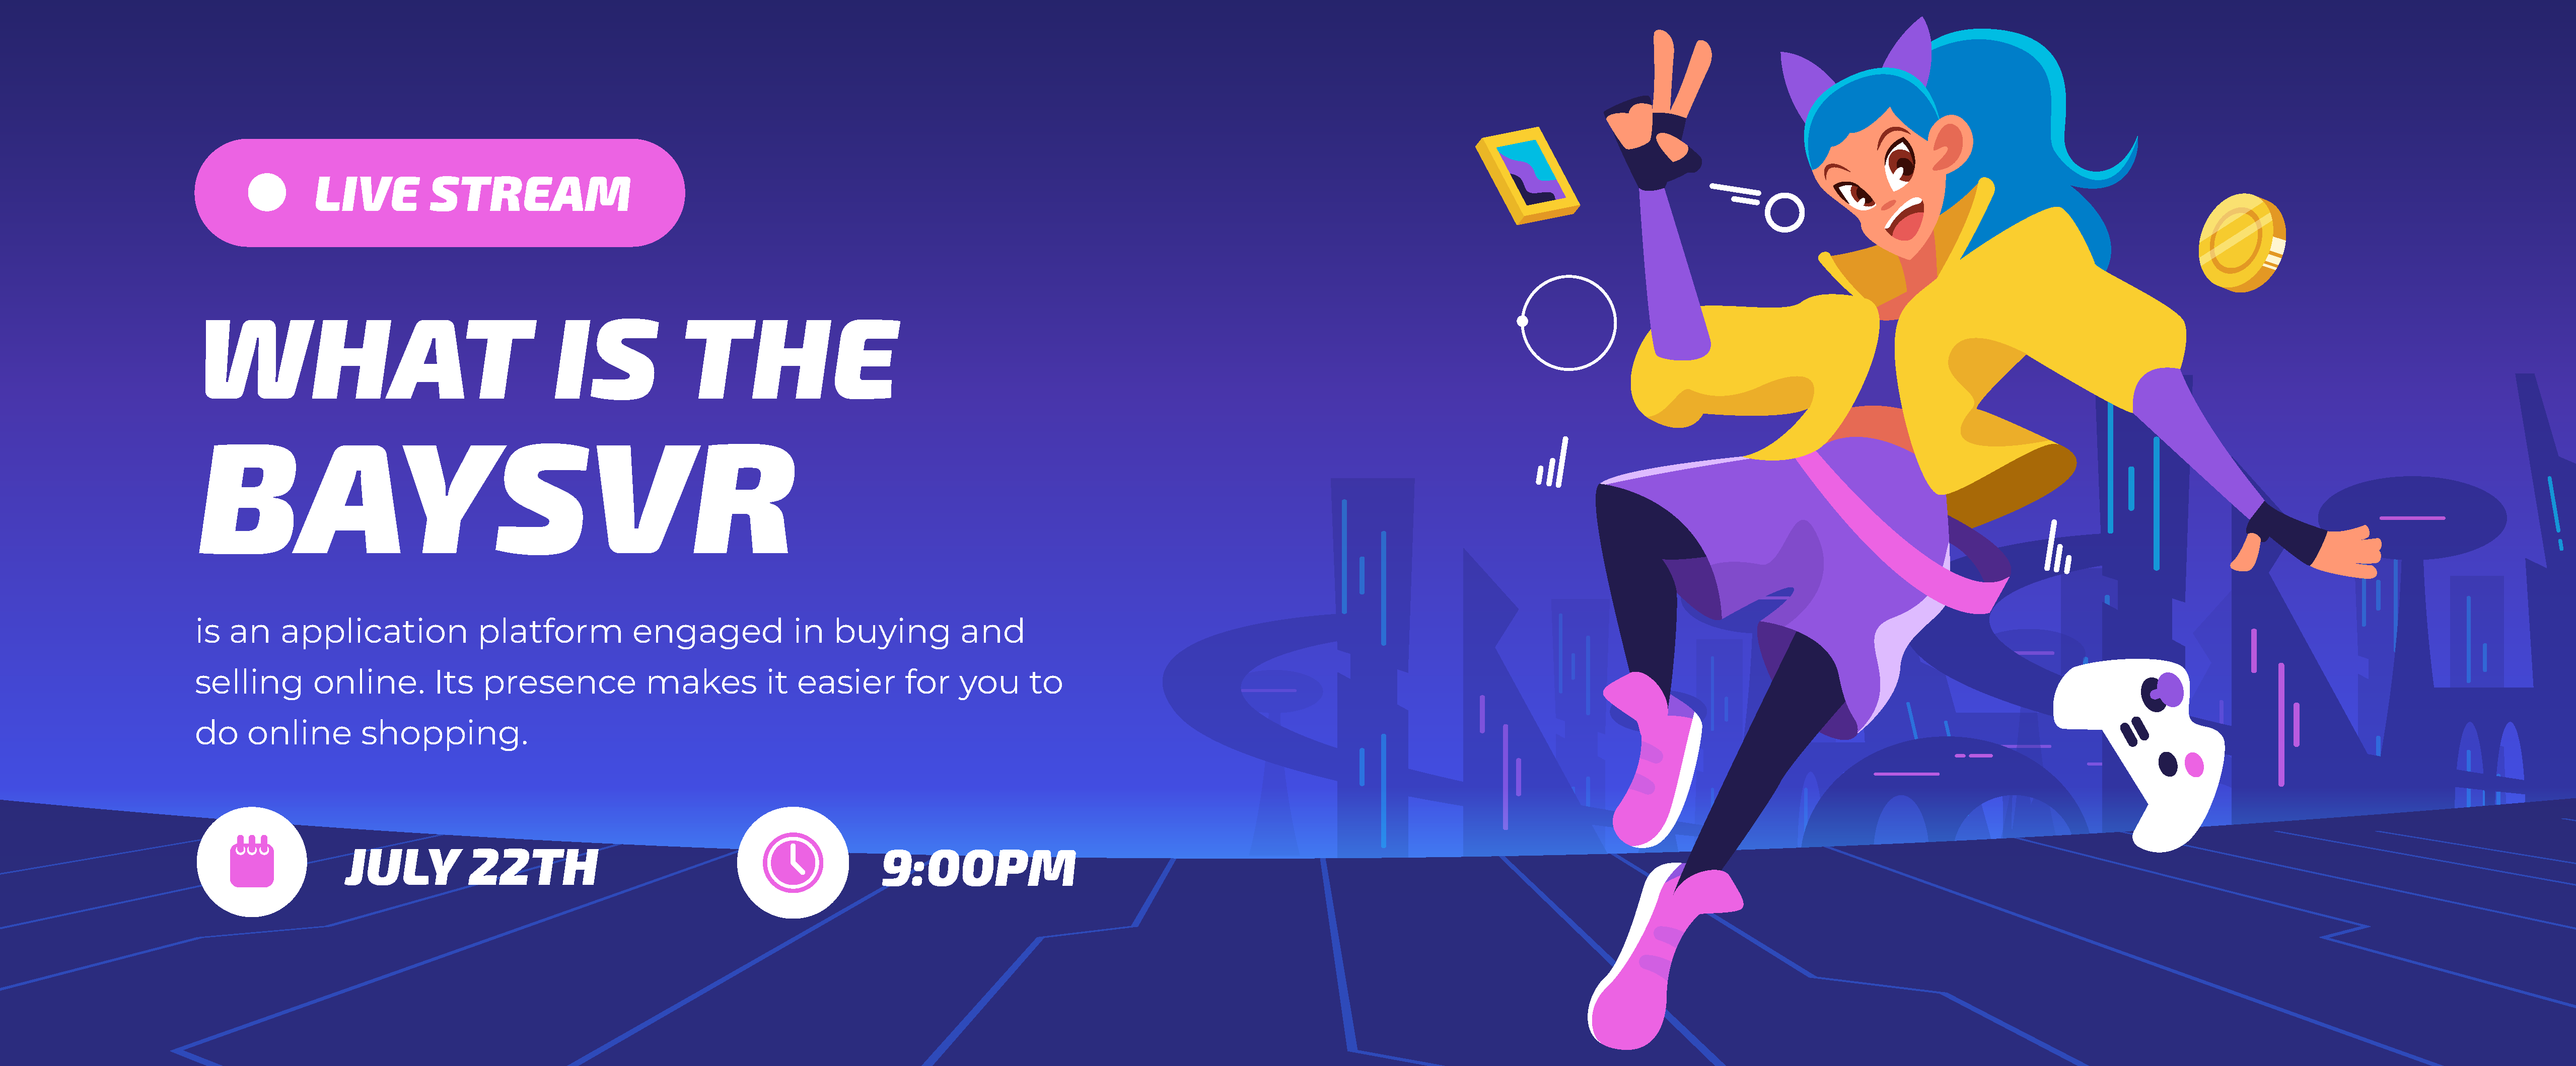 LIVE STREAM
WHAT IS THE
BAYSVR
is an application platform engaged in buying and
selling online. Its presence makes it easier for you to
do online shopping.
JULY 22TH
9:00PM